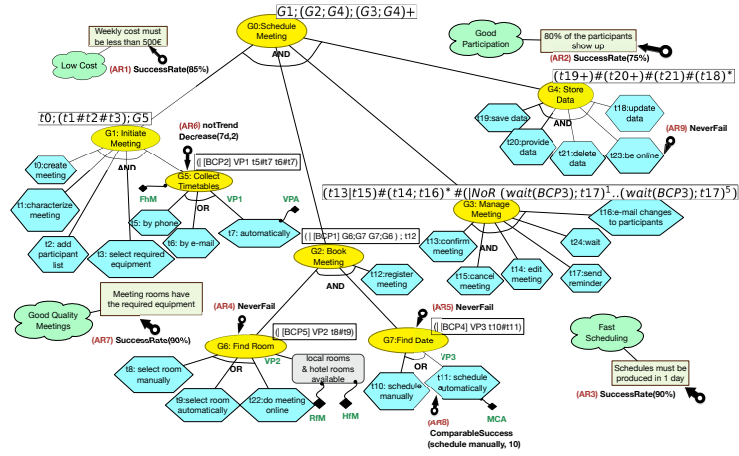 G1; (G2;G4); (G3;G4)+
G0:Schedule
Meeting
AND
Weekly cost must
be less than 500€
Low Cost
(AR1) SuccessRate(85%)
Good
Participation
80% of the participants
show up
(AR2) SuccessRate(75%)
(t19+)#(t20+)#(t21)#(t18)*
G4: Store
Data
AND
t19:save data
t18:update
data
t20:provide
data
t21:delete
data
t23:be online
(AR9) NeverFail
t0; (t1#t2#t3); G5
G1: Initiate
Meeting
AND
t0:create
meeting
t1:characterize
meeting
t2: add
participant
list
t3: select required
equipment
(AR6) notTrend
Decrease(7d,2)
(| [BCP2] VP1 t5#t7 t6#t7)
G5: Collect
Timetables
FhM
VP1
VPA
OR
t5: by phone
t6: by e-mail
t7: automatically
(t13|t15)#(t14; t16)* #(|NoR (wait(BCP3); t17)1..(wait(BCP3); t17)5)
G3: Manage
Meeting
AND
t16:e-mail changes
to participants
t13:confirm
meeting
t24:wait
t15:cancel
meeting
t14: edit
meeting
t17:send
reminder
(| [BCP1] G6;G7 G7;G6 ) ; t12
G2: Book
Meeting
AND
t12:register
meeting
Meeting rooms have
the required equipment
Good Quality
Meetings
(AR7) SuccessRate(90%)
(AR4) NeverFail
(| [BCP5] VP2 t8#t9)
G6: Find Room
OR
VP2
t8: select room
manually
t9:select room
automatically
t22:do meeting
online
local rooms
& hotel rooms
available
RfM
HfM
(AR5) NeverFail
(| [BCP4] VP3 t10#t11)
G7:Find Date
OR
VP3
t10: schedule
manually
t11: schedule
automatically
MCA
(AR8)
ComparableSuccess
(schedule manually, 10)
Fast
Scheduling
Schedules must be
produced in 1 day
(AR3) SuccessRate(90%)